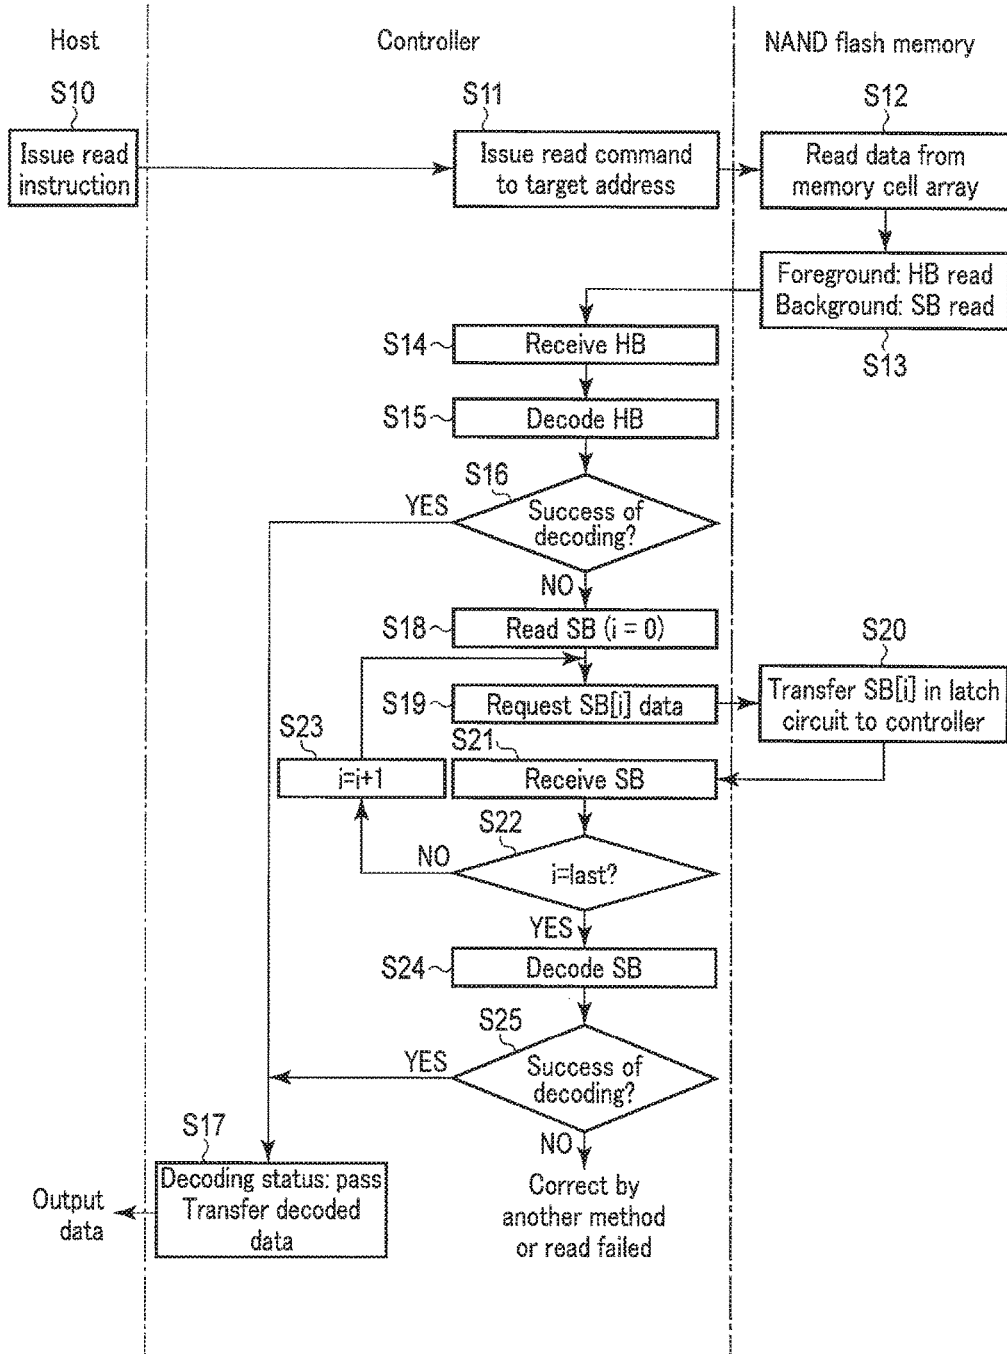 Host
Controller
NAND flash memory
S10
S11
S12
Issue read
instruction
Issue read command
to target address
Read data from
memory cell array
Foreground: HB read
Background: SB read
S13
S14
Receive HB
S15
Decode HB
S16
YES
Success of
decoding?
NO
S18
Read SB (i = 0)
S20
S19
Request SB[i] data
Transfer SB[i] in latch
circuit to controller
S23
S21
i=i+1
Receive SB
S22
NO
i=last?
YES
S24
Decode SB
S25
YES
Success of
decoding?
NO
S17
Decoding status: pass
Transfer decoded
data
Output
data
Correct by
another method
or read failed